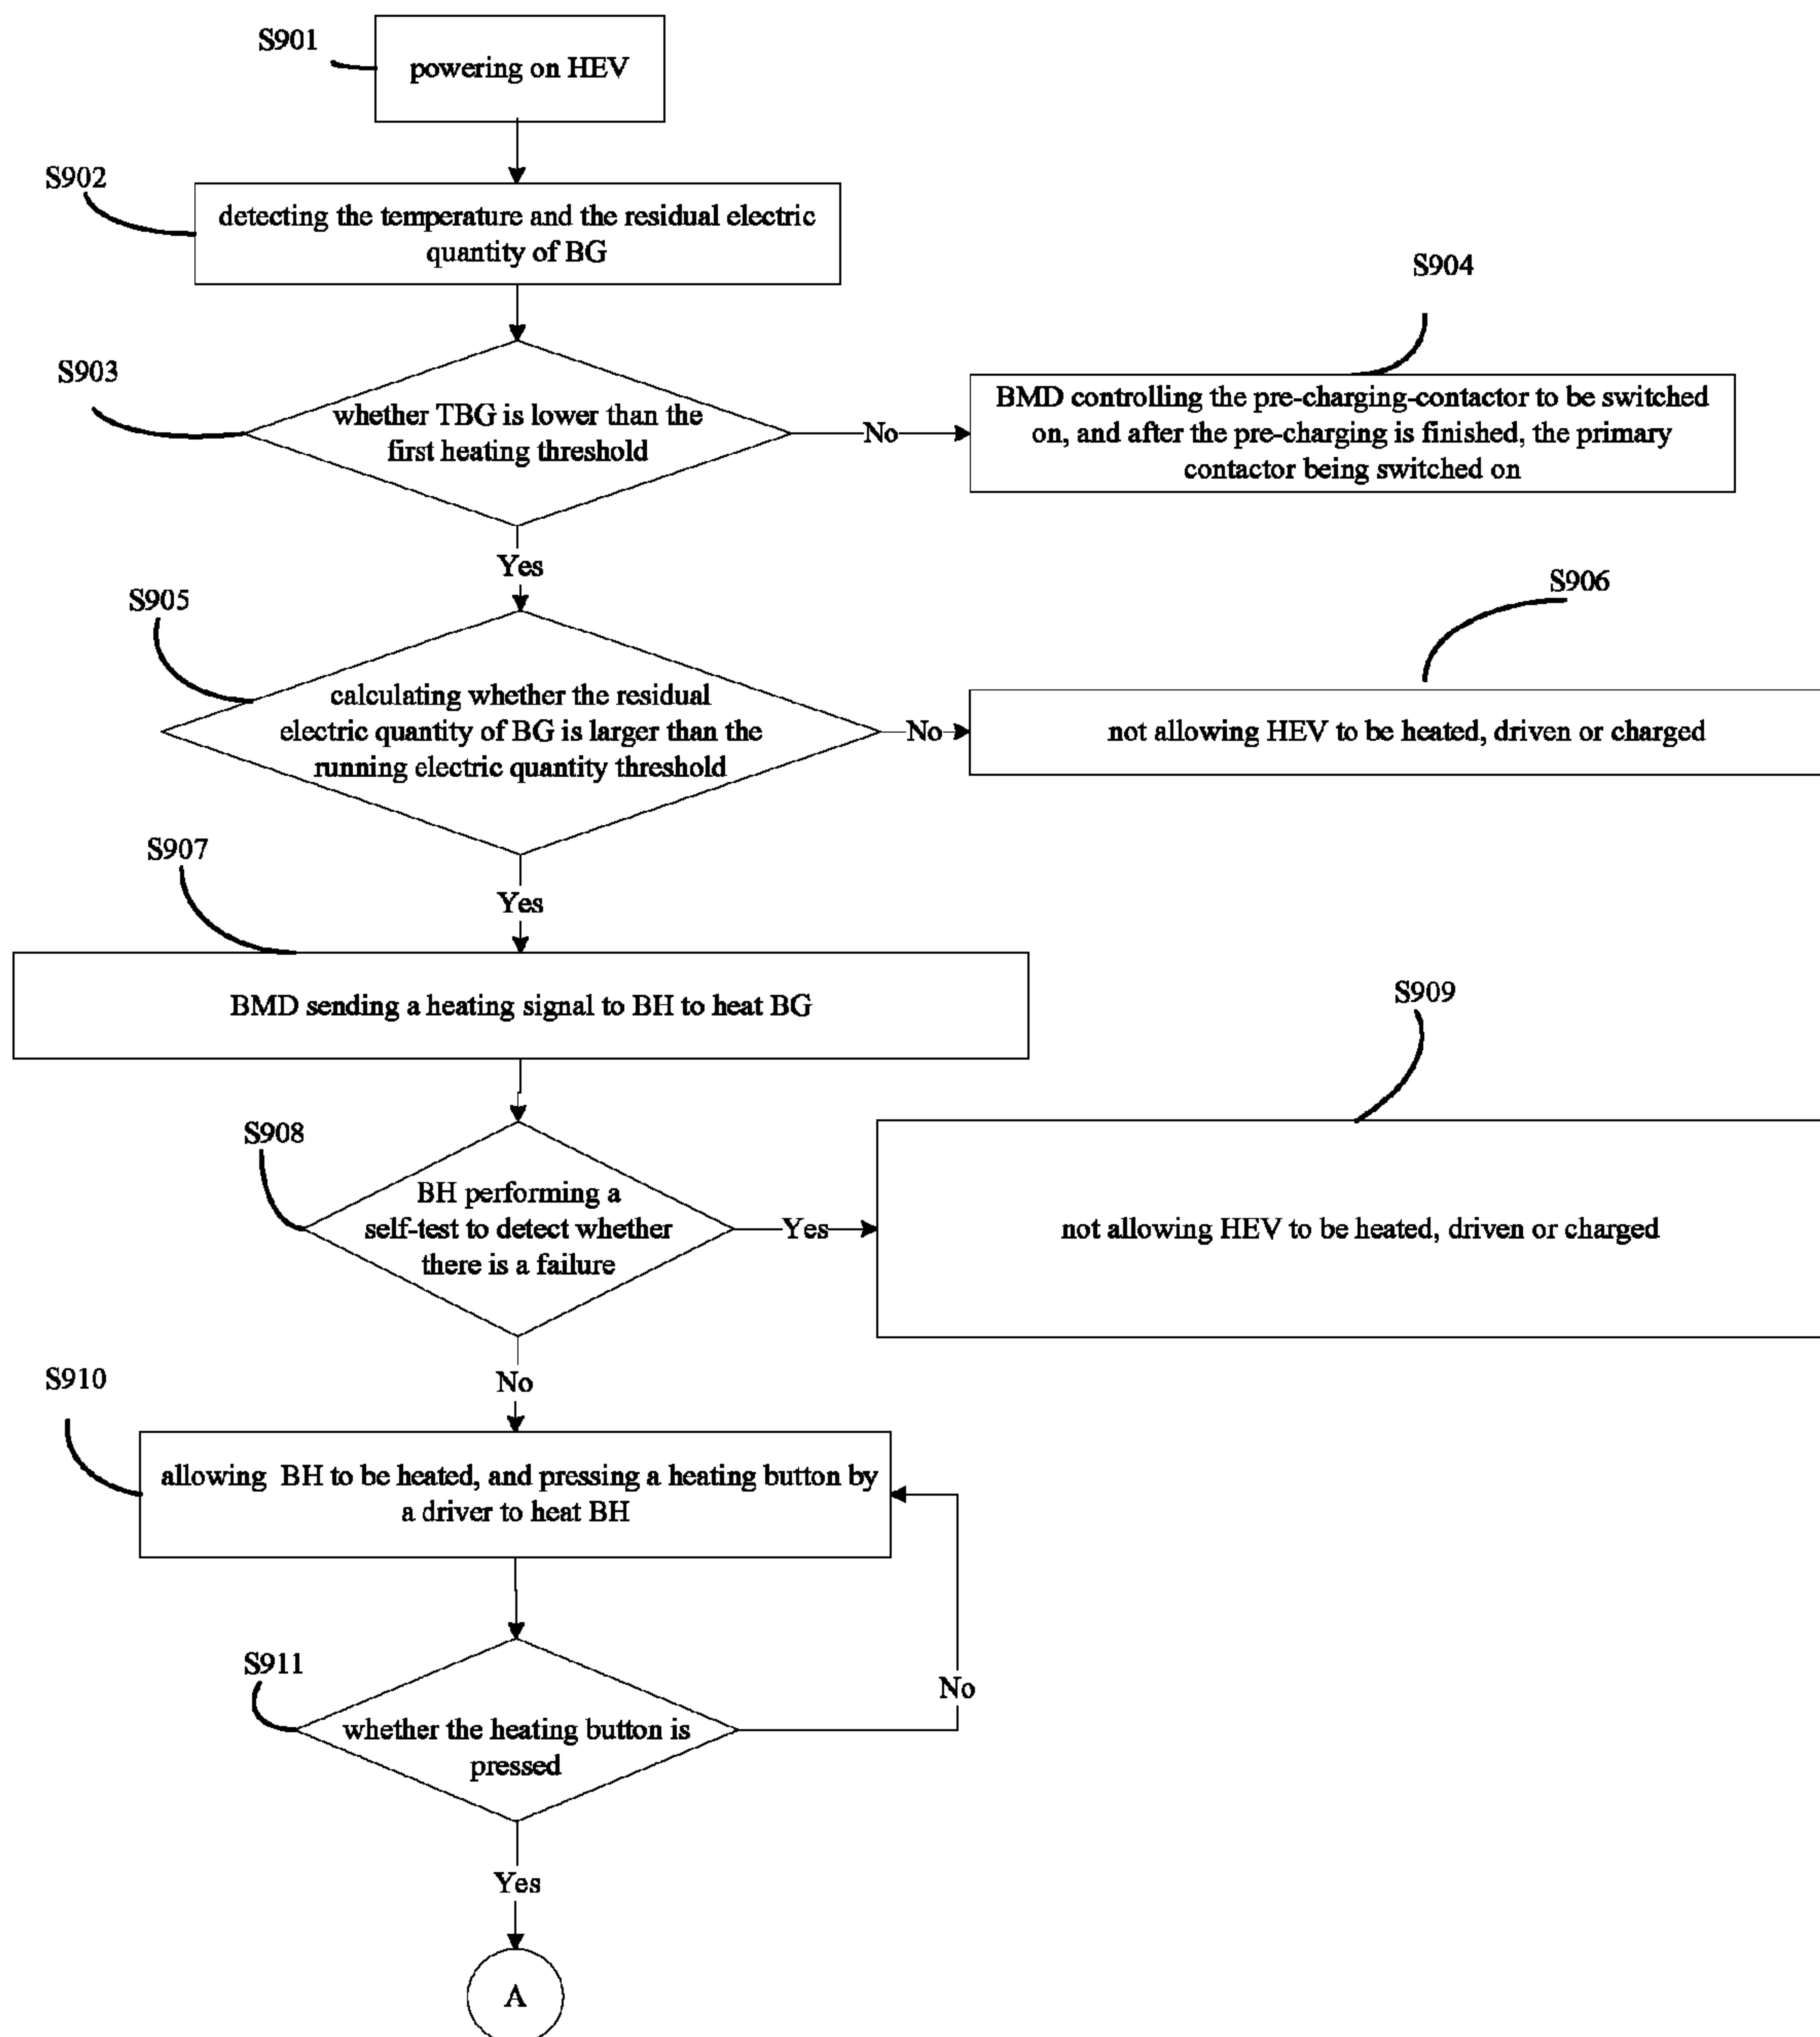 S901
powering on HEV
S902
detecting the temperature and the residual electric
quantity of BG
S903
whether TBG is lower than the
first heating threshold
No
S904
BMD controlling the pre-charging-contactor to be switched
on, and after the pre-charging is finished, the primary
contactor being switched on
Yes
S905
calculating whether the residual
electric quantity of BG is larger than the
running electric quantity threshold
No
S906
not allowing HEV to be heated, driven or charged
Yes
S907
BMD sending a heating signal to BH to heat BG
S908
BH performing a
self-test to detect whether
there is a failure
Yes
S909
not allowing HEV to be heated, driven or charged
No
S910
allowing BH to be heated, and pressing a heating button by
a driver to heat BH
S911
whether the heating button is
pressed
No
Yes
A